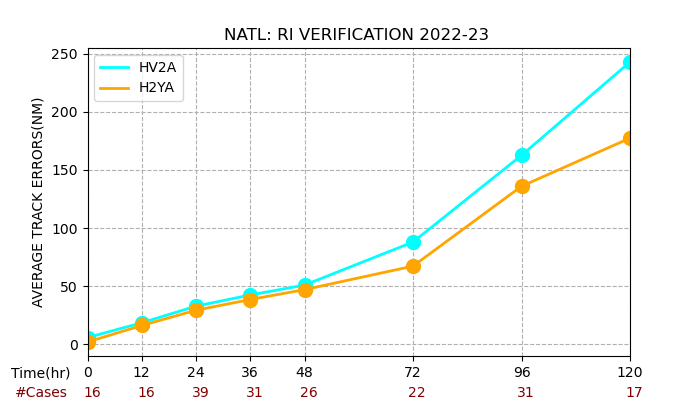 NATL: RI VERIFICATION 2022-23
HV2A
H2YA
AVERAGE TRACK ERRORS(NM)
250
200
150
100
50
0
Time(hr) 0 12 24 36 48 72 96 120
#Cases 16 16 39 31 26 22 31 17